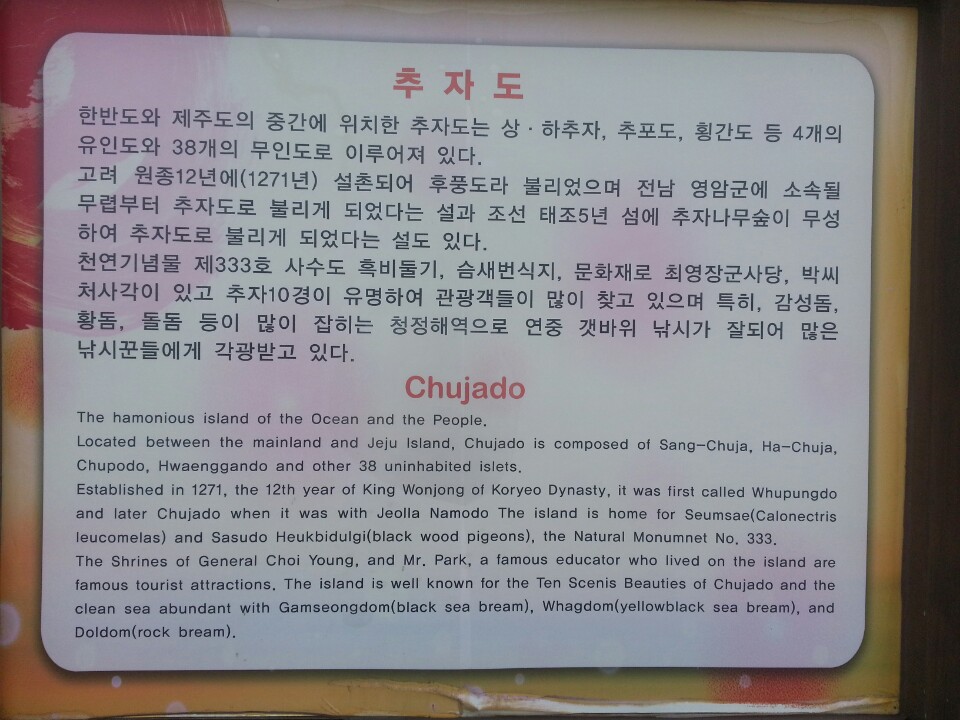 추 자 도
한반도와 제주도의 중간에 위치한 추자도는 상·하추자, 추포도, 횡간도 등 4개의
유인도와 38개의 무인도로 이루어져 있다.
고려 원종12년에(1271년) 설촌되어 후풍도라 불리었으며 전남 영암군에 소속될
무렵부터 추자도로 불리게 되었다는 설과 조선 태조5년 섬에 추자나무숲이 무성
하여 추자도로 불리게 되었다는 설도 있다.
천연기념물 제333호 사수도 흑비둘기, 슴새번식지, 문화재로 최영장군사당, 박씨
처사각이 있고 추자10경이 유명하여 관광객들이 많이 찾고 있으며 특히, 감성돔,
황돔, 돌돔 등이 많이 잡히는 청정해역으로 연중 갯바위 낚시가 잘되어 많은
낚시꾼들에게 각광받고 있다.
Chujado
The hamonious island of the Ocean and the People.
Located between the mainland and Jeju Island, Chujado is composed of Sang-Chuja, Ha-Chuja,
Chupodo, Hwaenggando and other 38 uninhabited islets.
Established in 1271, the 12th year of King Wonjong of Koryeo Dynasty, it was first called Whupungdo
and later Chujado when it was with Jeolla Namodo The island is home for Seumsae(Calonectris
leucomelas) and Sasudo Heukbidulgi(black wood pigeons), the Natural Monumnet No. 333.
The Shrines of General Choi Young, and Mr. Park, a famous educator who lived on the island are
famous tourist attractions. The island is well known for the Ten Scenis Beauties of Chujado and the
clean sea abundant with Gamseongdom(black sea bream), Whagdom(yellowblack sea bream), and
Doldom(rock bream).